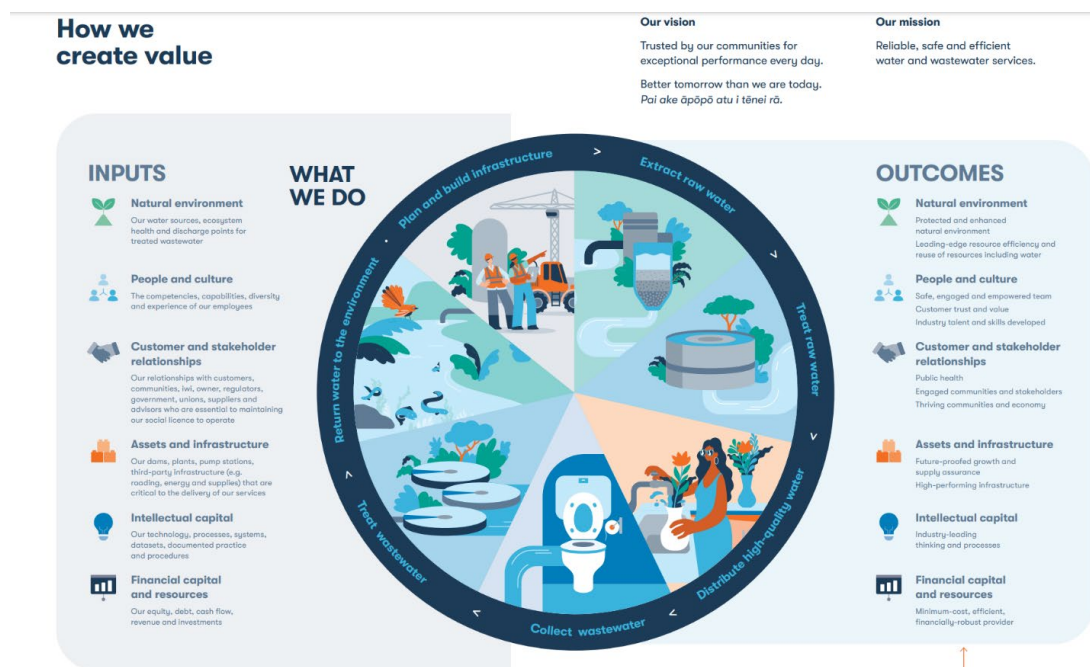 How we
create value
Our vision
Trusted by our communities for
exceptional performance every day.
Better tomorrow than we are today.
Pai ake āpōpō atu i tēnei rā.
Our mission
Reliable, safe and efficient
water and wastewater services.
INPUTS
Natural environment
Our water sources, ecosystem
health and discharge points for
treated wastewater
People and culture
The competencies, capabilities, diversity
and experience of our employees
Customer and stakeholder
relationships
Our relationships with customers,
communities, iwi, owner, regulators,
government, unions, suppliers and
advisors who are essential to maintaining
our social licence to operate
Assets and infrastructure
Our dams, plants, pump stations,
third-party infrastructure (e.g.
roading, energy and supplies) that are
critical to the delivery of our services
Intellectual capital
Our technology, processes, systems,
datasets, documented practice
and procedures
Financial capital
and resources
Our equity, debt, cash flow,
revenue and investments
WHAT
WE DO
Plan and build infrastructure
Extract raw water
Treat raw water
Distribute high-quality water
Collect wastewater
Treat wastewater
Return water to the environment
OUTCOMES
Natural environment
Protected and enhanced
natural environment
Leading-edge resource efficiency and
reuse of resources including water
People and culture
Safe, engaged and empowered team
Customer trust and value
Industry talent and skills developed
Customer and stakeholder
relationships
Public health
Engaged communities and stakeholders
Thriving communities and economy
Assets and infrastructure
Future-proofed growth and
supply assurance
High-performing infrastructure
Intellectual capital
Industry-leading
thinking and processes
Financial capital
and resources
Minimum-cost, efficient,
financially-robust provider